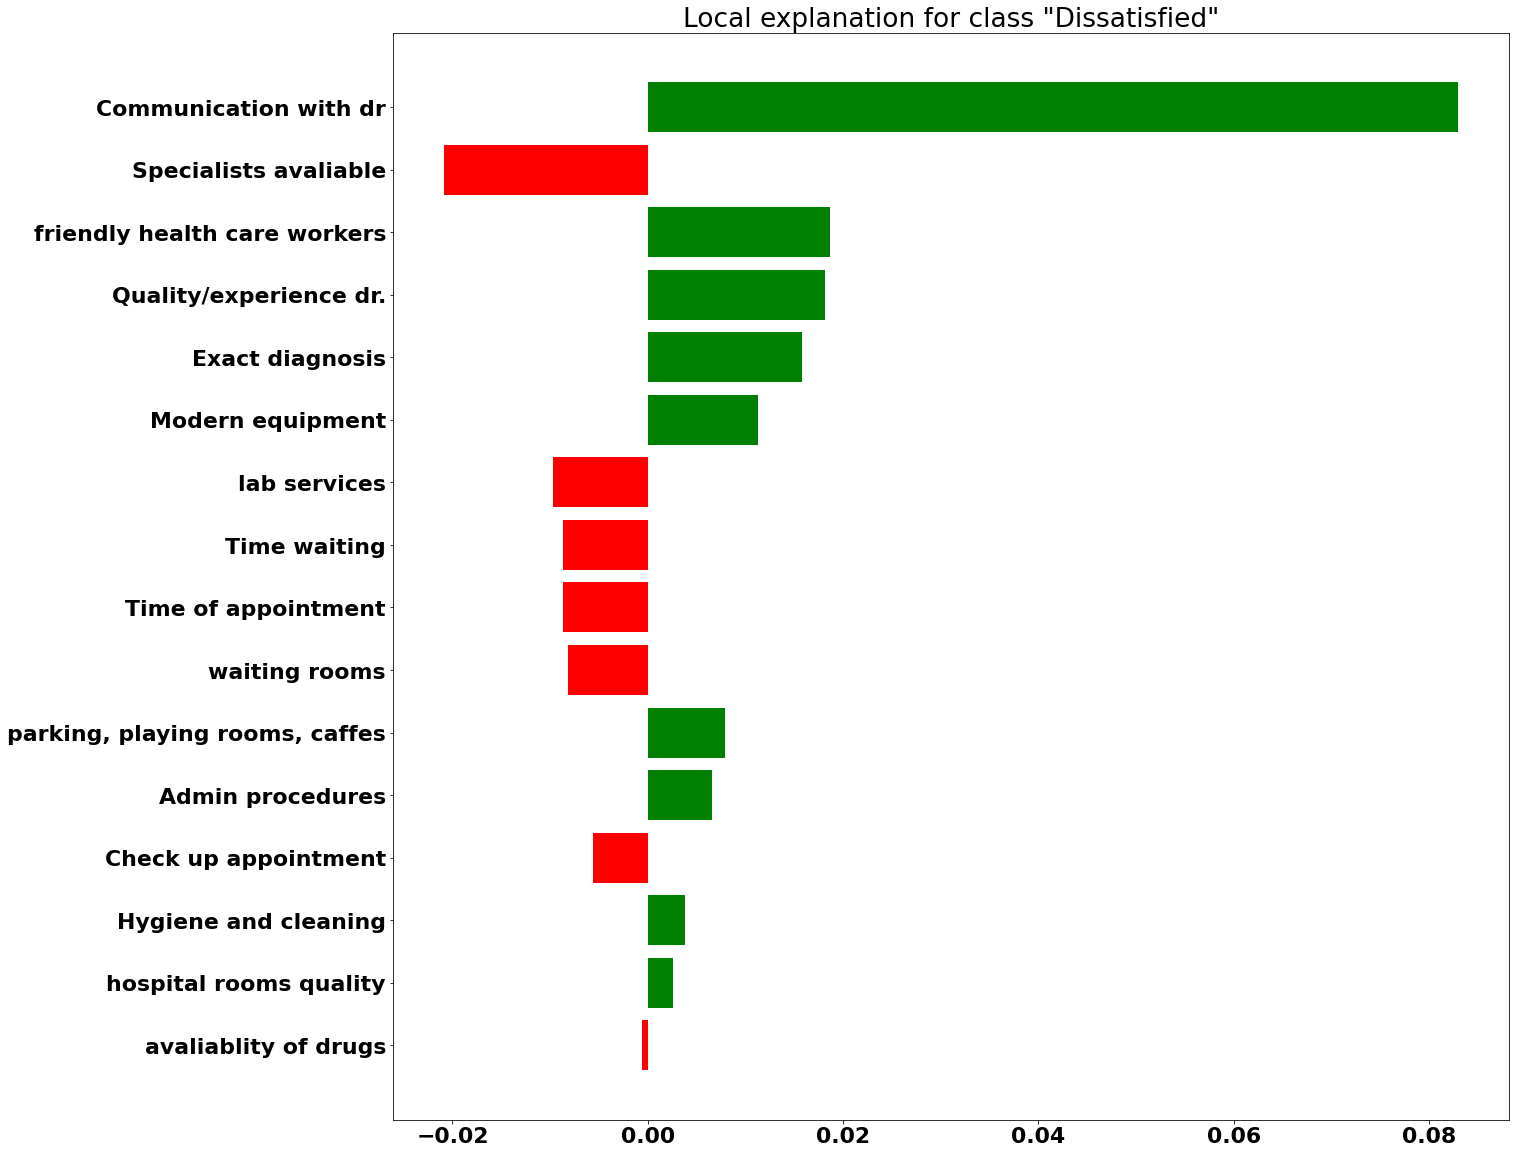 Local explanation for class "Dissatisfied"
Communication with dr
Specialists avaliable
friendly health care workers
Quality/experience dr.
Exact diagnosis
Modern equipment
lab services
Time waiting
Time of appointment
waiting rooms
parking, playing rooms, caffes
Admin procedures
Check up appointment
Hygiene and cleaning
hospital rooms quality
avaliablity of drugs
−0.02 0.00 0.02 0.04 0.06 0.08